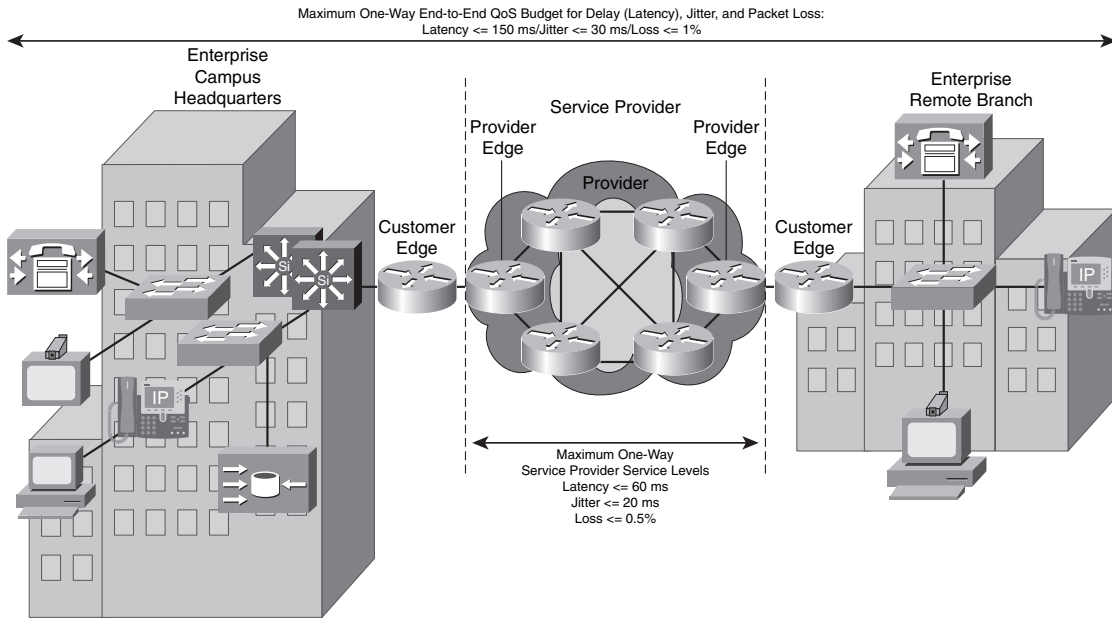 Maximum One-Way End-to-End QoS Budget for Delay (Latency), Jitter, and Packet Loss:
Latency <= 150 ms/Jitter <= 30 ms/Loss <= 1%
Enterprise
Campus
Headquarters
Service Provider
Enterprise
Remote Branch
Provider
Edge
Provider
Edge
Provider
Customer
Edge
Customer
Edge
Si
Si
IP
IP
Maximum One-Way
Service Provider Service Levels
Latency <= 60 ms
Jitter <= 20 ms
Loss <= 0.5%